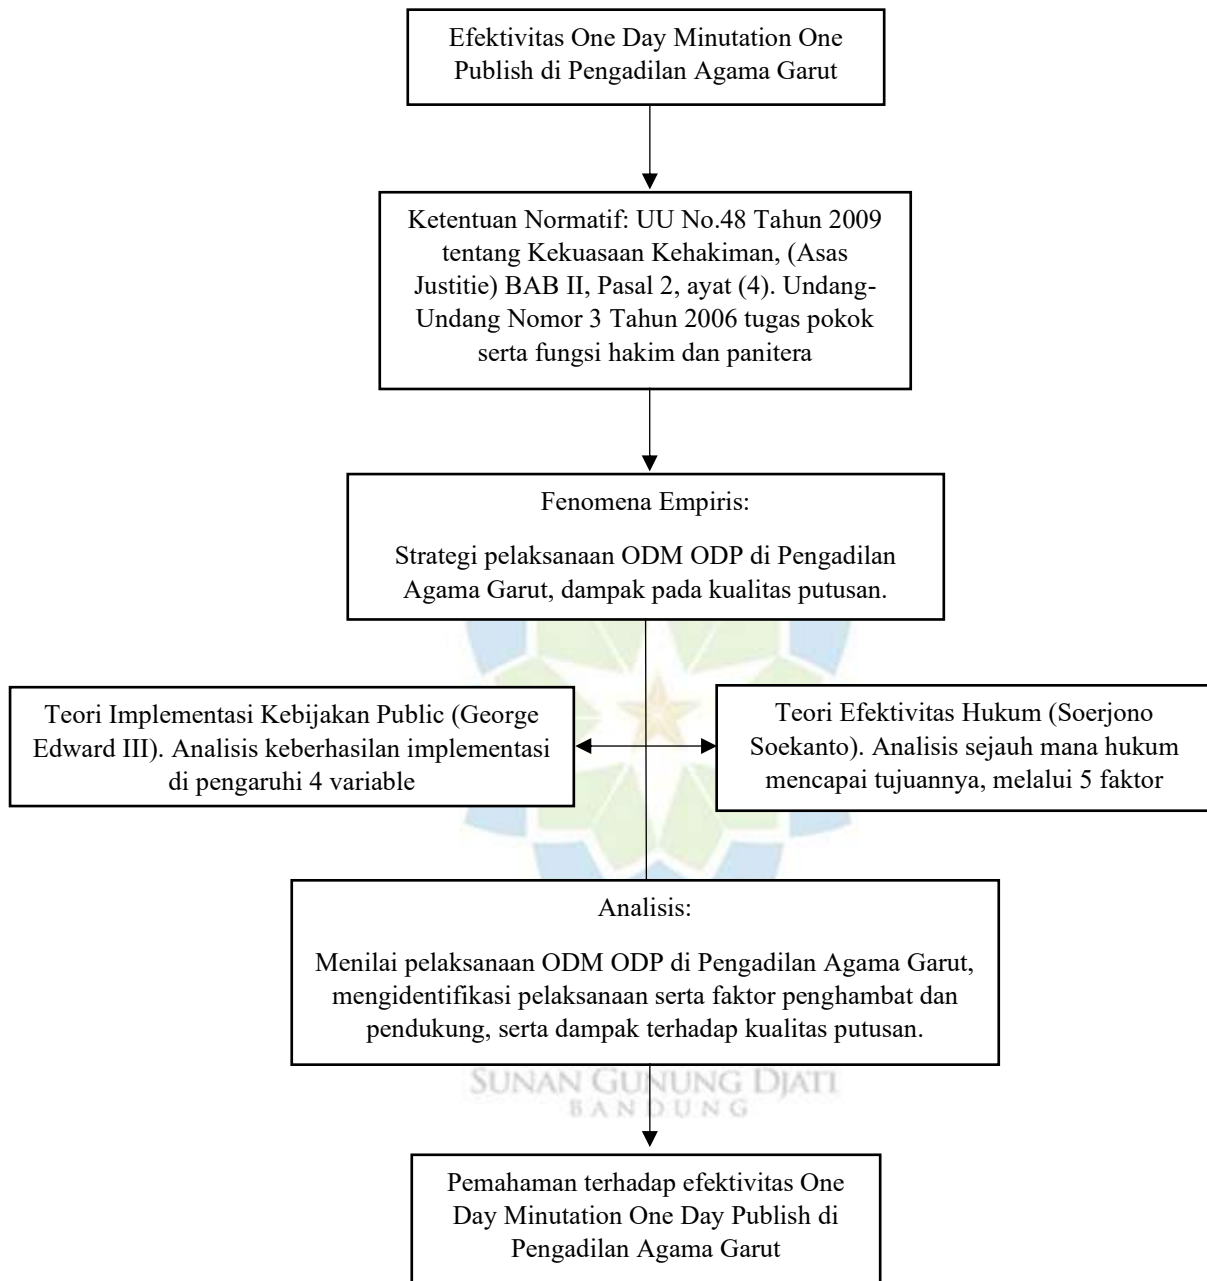 Efektivitas One Day Minutation One
Publish di Pengadilan Agama Garut
Ketentuan Normatif: UU No.48 Tahun 2009
tentang Kekuasaan Kehakiman, (Asas
Justitie) BAB II, Pasal 2, ayat (4). Undang-
Undang Nomor 3 Tahun 2006 tugas pokok
serta fungsi hakim dan panitera
Fenomena Empiris:
Strategi pelaksanaan ODM ODP di Pengadilan
Agama Garut, dampak pada kualitas putusan.
Teori Implementasi Kebijakan Public (George
Edward III). Analisis keberhasilan implementasi
di pengaruhi 4 variable
Teori Efektivitas Hukum (Soerjono
Soekanto). Analisis sejauh mana hukum
mencapai tujuannya, melalui 5 faktor
Analisis:
Menilai pelaksanaan ODM ODP di Pengadilan Agama Garut,
mengidentifikasi pelaksanaan serta faktor penghambat dan
pendukung, serta dampak terhadap kualitas putusan.
SUNAN GUNUNG DJATI
BANDUNG
Pemahaman terhadap efektivitas One
Day Minutation One Day Publish di
Pengadilan Agama Garut